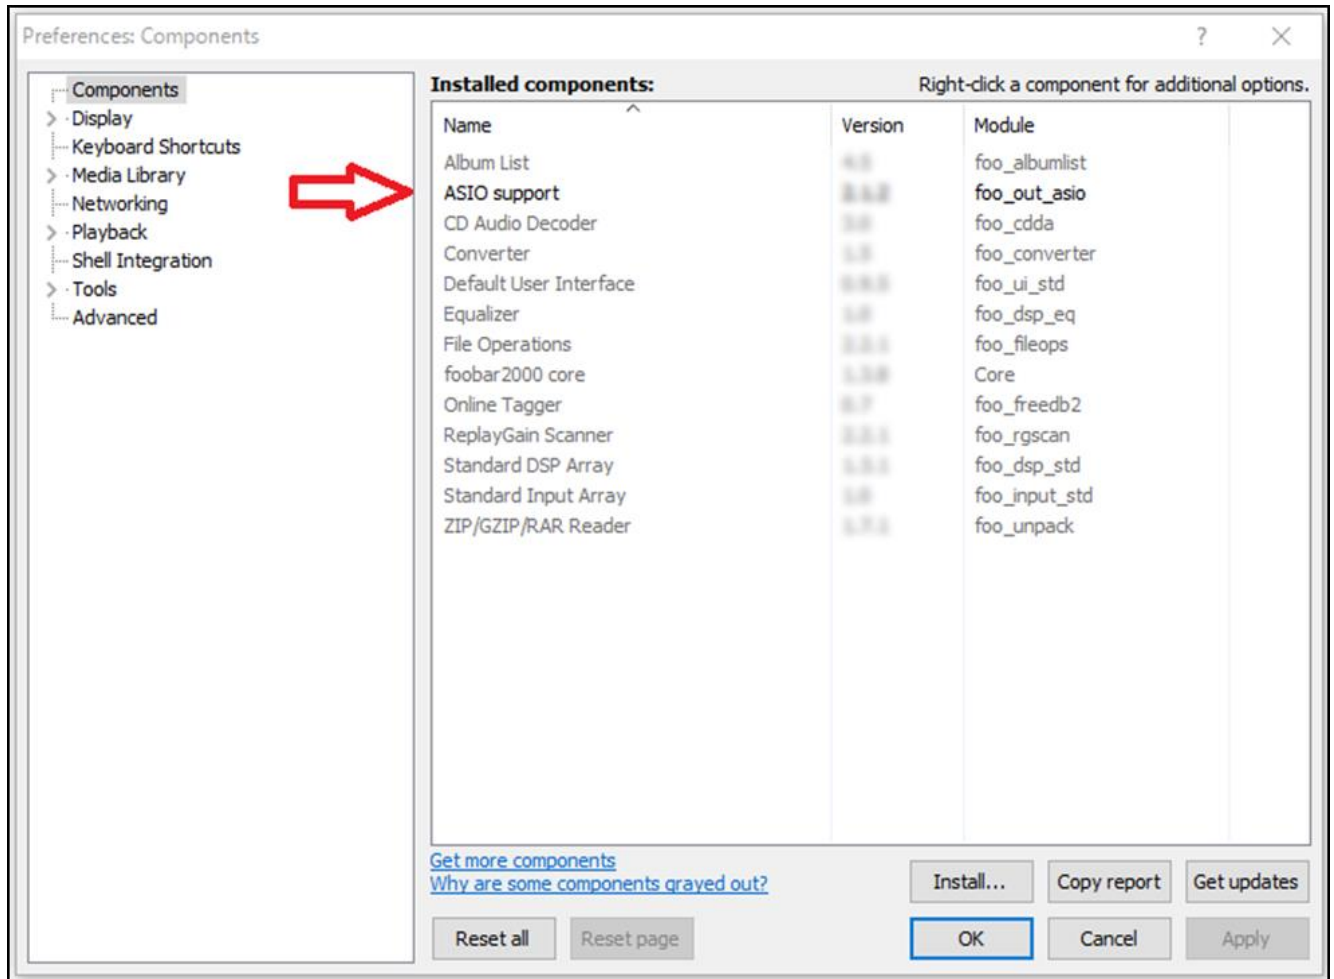 Preferences: Components
?
Components
Display
Keyboard Shortcuts
Media Library
Networking
Playback
Shell Integration
Tools
Advanced
Installed components:
Right-click a component for additional options.
Name Version Module
Album List foo_albumlist
ASIO support foo_out_asio
CD Audio Decoder foo_cdda
Converter foo_converter
Default User Interface foo_ui_std
Equalizer foo_dsp_eq
File Operations foo_fileops
foobar2000 core Core
Online Tagger foo_freedb2
ReplayGain Scanner foo_rgscan
Standard DSP Array foo_dsp_std
Standard Input Array foo_input_std
ZIP/GZIP/RAR Reader foo_unpack
Get more components
Why are some components grayed out?
Install... Copy report Get updates
Reset all Reset page OK Cancel Apply